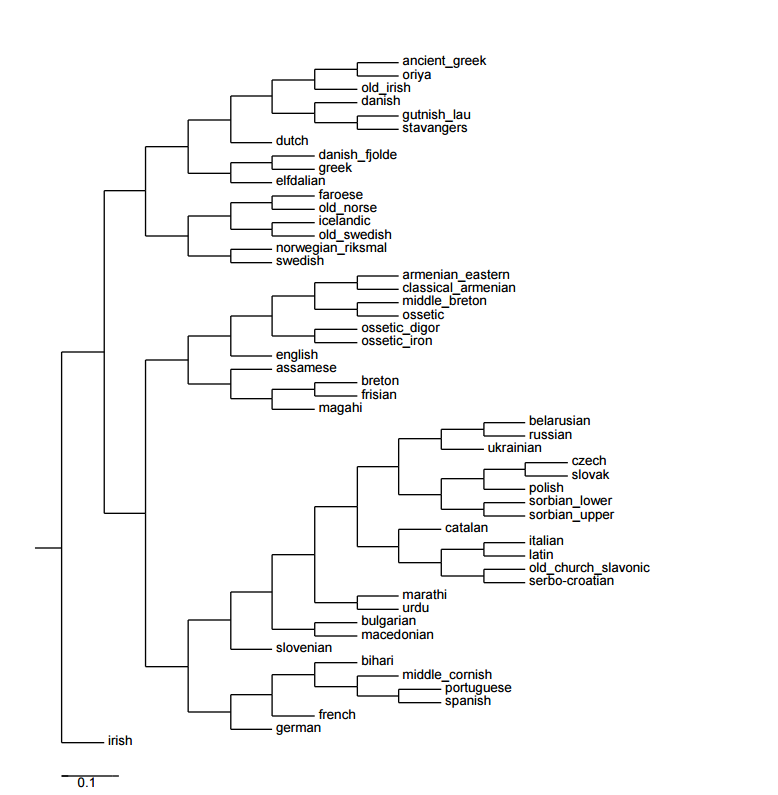 ancient_greek
oriya
old_irish
danish
gutnish_lau
stavangers
dutch
danish_fjolde
greek
elfdalian
faroese
old_norse
icelandic
old_swedish
norwegian_riksmal
swedish
armenian_eastern
classical_armenian
middle_breton
ossetic
ossetic_digor
ossetic_iron
english
assamese
breton
frisian
magahi
belarusian
russian
ukrainian
czech
slovak
polish
sorbian_lower
sorbian_upper
catalan
italian
latin
old_church_slavonic
serbo-croatian
marathi
urdu
bulgarian
macedonian
slovenian
bihari
middle_cornish
portuguese
spanish
french
german
irish
0.1